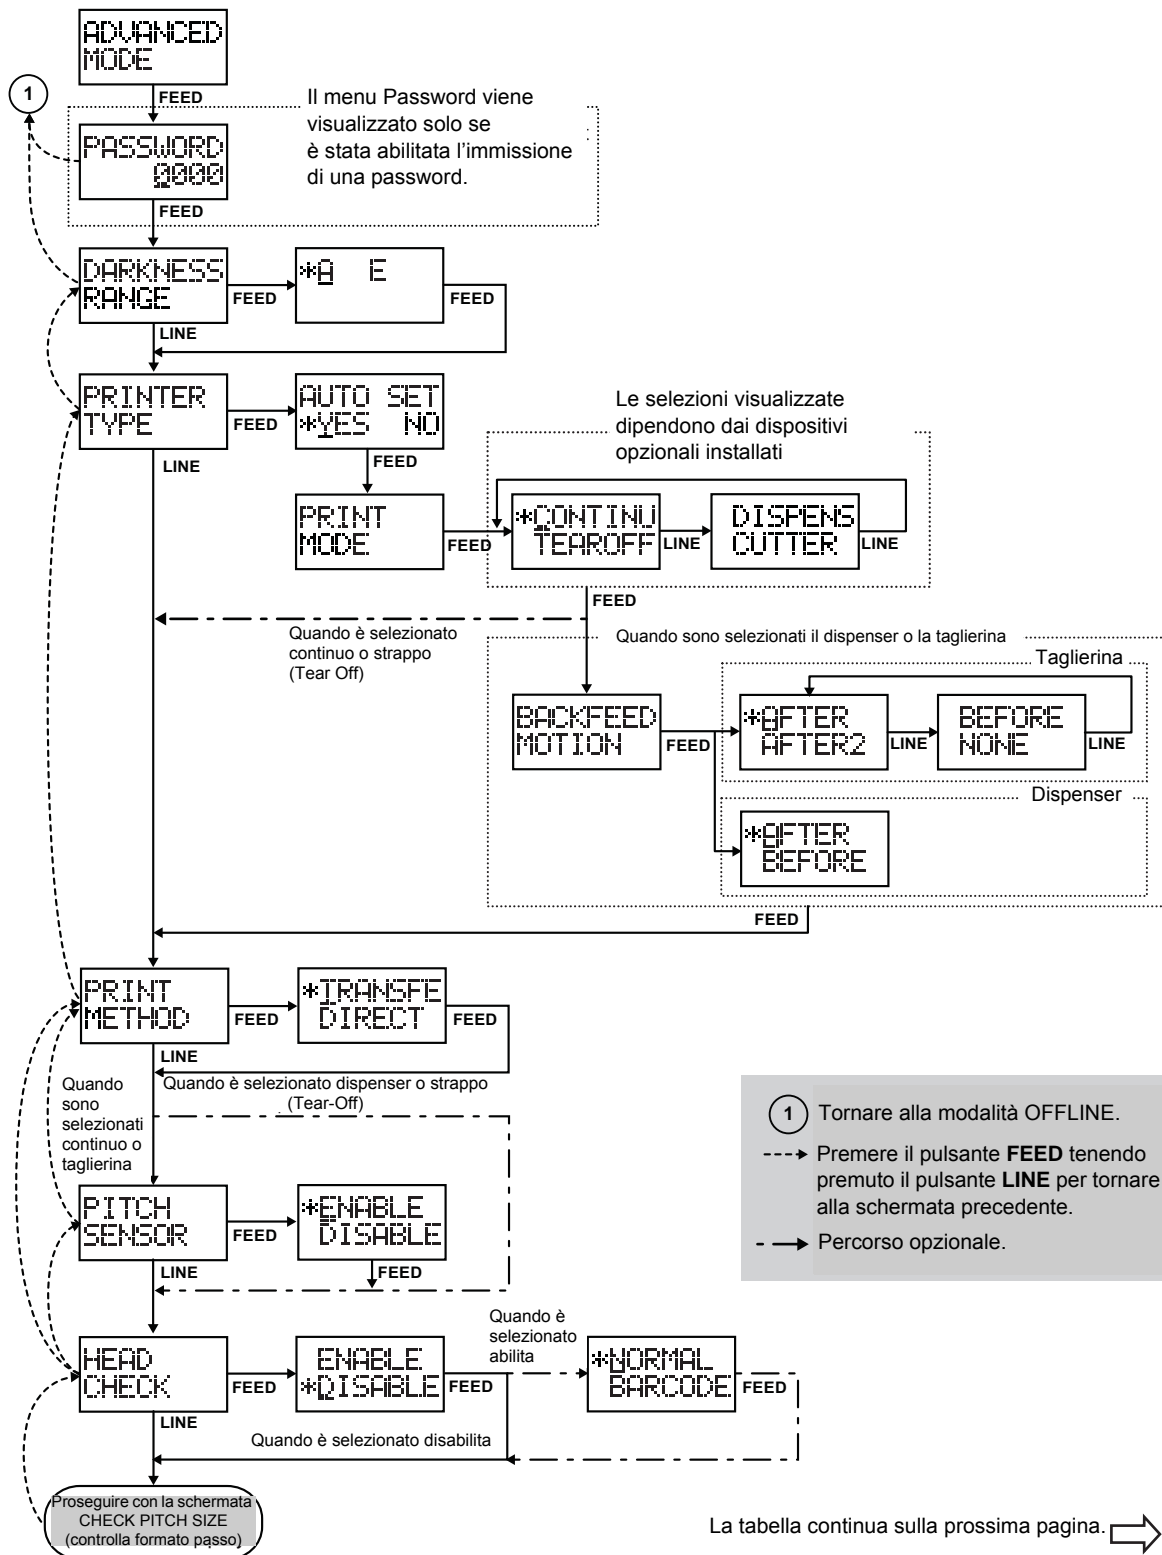 ADVANCED
MODE
1
FEED
Il menu Password viene
visualizzato solo se
è stata abilitata l'immissione
di una password.
PASSWORD
0000
FEED
DARKNESS
RANGE
FEED
*A E
FEED
LINE
PRINTER
TYPE
FEED
AUTO SET
*YES NO
LINE
FEED
Le selezioni visualizzate
dipendono dai dispositivi
opzionali installati
PRINT
MODE
FEED
*CONTINU
TEAROFF
LINE
DISPENS
CUTTER
LINE
FEED
Quando è selezionato
continuo o strappo
(Tear Off)
Quando sono selezionati il dispenser o la taglierina
Taglierina
BACKFEED
MOTION
FEED
*AFTER
AFTER2
LINE
BEFORE
NONE
LINE
Dispenser
*AFTER
BEFORE
FEED
PRINT
METHOD
FEED
*TRANSFE
DIRECT
FEED
LINE
Quando
sono
selezionati
continuo o
taglierina
Quando è selezionato dispenser o strappo
(Tear-Off)
PITCH
SENSOR
FEED
*ENABLE
DISABLE
LINE
FEED
HEAD
CHECK
FEED
ENABLE
*DISABLE
FEED
Quando è
selezionato
abilita
*NORMAL
BARCODE
FEED
LINE
Quando è selezionato disabilita
Proseguire con la schermata
CHECK PITCH SIZE
(controlla formato passo)
1 Tornare alla modalità OFFLINE.
Premere il pulsante FEED tenendo
premuto il pulsante LINE per tornare
alla schermata precedente.
Percorso opzionale.
La tabella continua sulla prossima pagina.